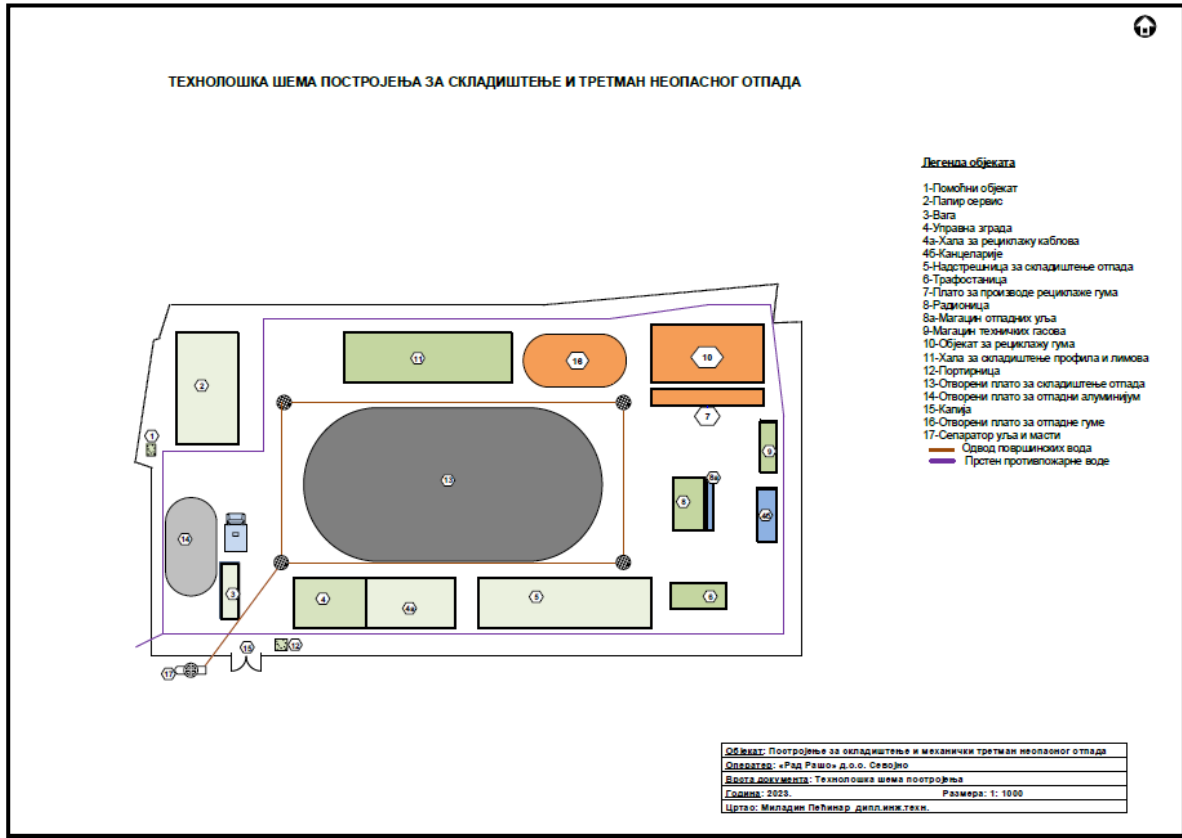 ТЕХНОЛОШКА ШЕМА ПОСТРОЈЕЊА ЗА СКЛАДИШТЕЊЕ И ТРЕТМАН НЕОПАСНОГ ОТПАДА
Легенда објеката
1-Помоћни објекат
2-Папир сервис
3-Вага
4-Управна зграда
4а-Хала за рециклажу каблова
4б-Канцеларије
5-Надстрешница за складиштење отпада
6-Трафостаница
7-Плато за производе рециклаже гума
8-Радионица
8а-Магацин отпадних уља
9-Магацин техничких гасова
10-Објекат за рециклажу гума
11-Хала за складиштење профила и лимова
12-Портирница
13-Отворени плато за складиштење отпада
14-Отворени плато за отпадни алуминијум
15-Капија
16-Отворени плато за отпадне гуме
17-Сепаратор уља и масти
Одвод површинских вода
Прстен противпожарне воде
11
16
10
2
7
1
9
13
8а
8
4б
14
3
4
4а
5
6
15
12
17
Објекат: Постројење за складиштење и механички третман неопасног отпада
Оператер: «Рад Рашо» д.о.о. Севојно
Врста документа: Технолошка шема постројења
Година: 2023. Размера: 1: 1000
Цртао: Миладин Пећинар дипл.инж.техн.